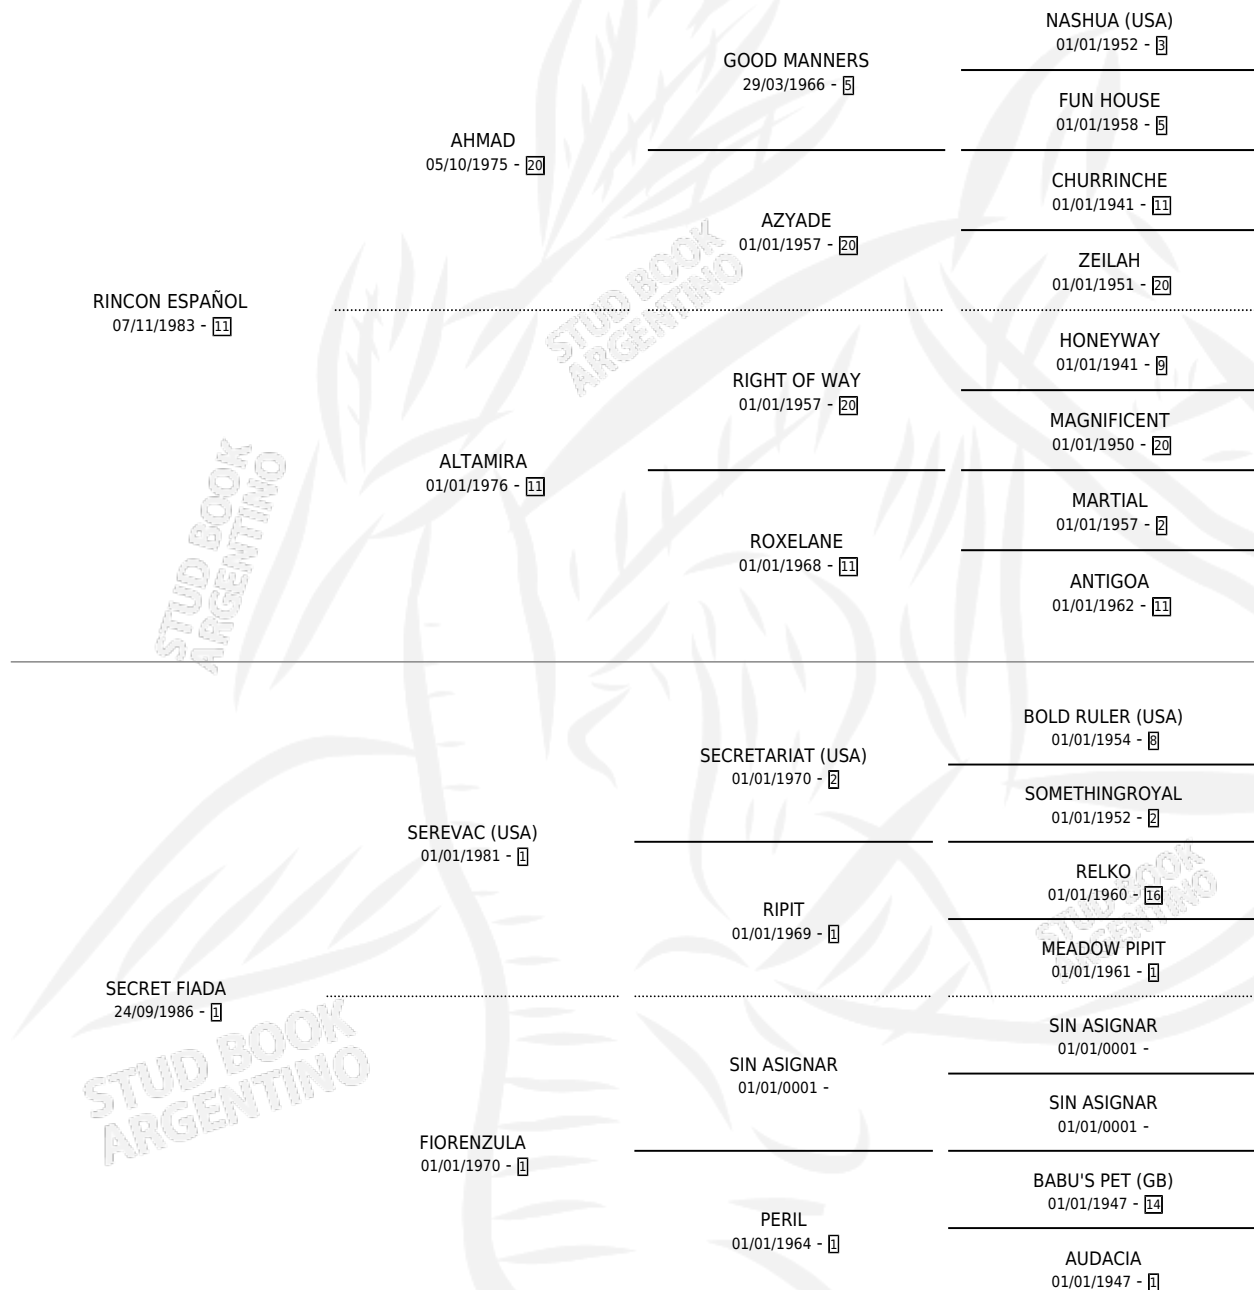 NASHUA (USA)
01/01/1952 - 3
GOOD MANNERS
29/03/1966 - 5
FUN HOUSE
01/01/1958 - 5
AHMAD
05/10/1975 - 20
CHURRINCHE
01/01/1941 - 11
AZYADE
01/01/1957 - 20
ZEILAH
01/01/1951 - 20
RINCON ESPAÑOL
07/11/1983 - 11
HONEYWAY
01/01/1941 - 9
RIGHT OF WAY
01/01/1957 - 20
MAGNIFICENT
01/01/1950 - 20
ALTAMIRA
01/01/1976 - 11
MARTIAL
01/01/1957 - 2
ROXELANE
01/01/1968 - 11
ANTIGOA
01/01/1962 - 11
BOLD RULER (USA)
01/01/1954 - 8
SECRETARIAT (USA)
01/01/1970 - 2
SOMETHINGROYAL
01/01/1952 - 2
SEREVAC (USA)
01/01/1981 - 1
RELKO
01/01/1960 - 16
RIPIT
01/01/1969 - 1
MEADOW PIPIT
01/01/1961 - 1
SECRET FIADA
24/09/1986 - 1
SIN ASIGNAR
01/01/0001 -
SIN ASIGNAR
01/01/0001 -
SIN ASIGNAR
01/01/0001 -
FIORENZULA
01/01/1970 - 1
BABU'S PET (GB)
01/01/1947 - 14
PERIL
01/01/1964 - 1
AUDACIA
01/01/1947 - 1
STUD BOOK
ARGENTINO
STUD BOOK
ARGENTINO
STUD BOOK
ARGENTINO
STUD BOOK
ARGENTINO